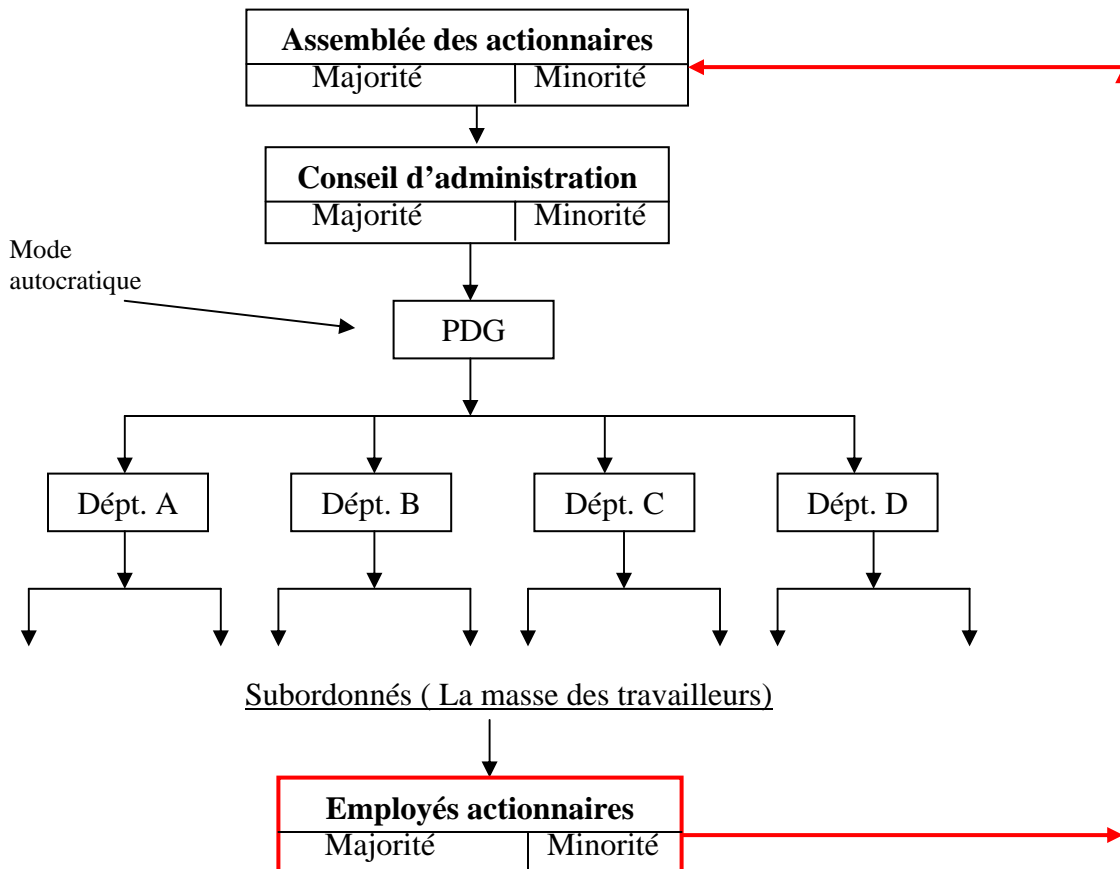 Assemblée des actionnaires
Majorité Minorité
Conseil d’administration
Majorité Minorité
Mode
autocratique
PDG
Dépt. A Dépt. B Dépt. C Dépt. D
Subordonnés ( La masse des travailleurs)
Employés actionnaires
Majorité Minorité